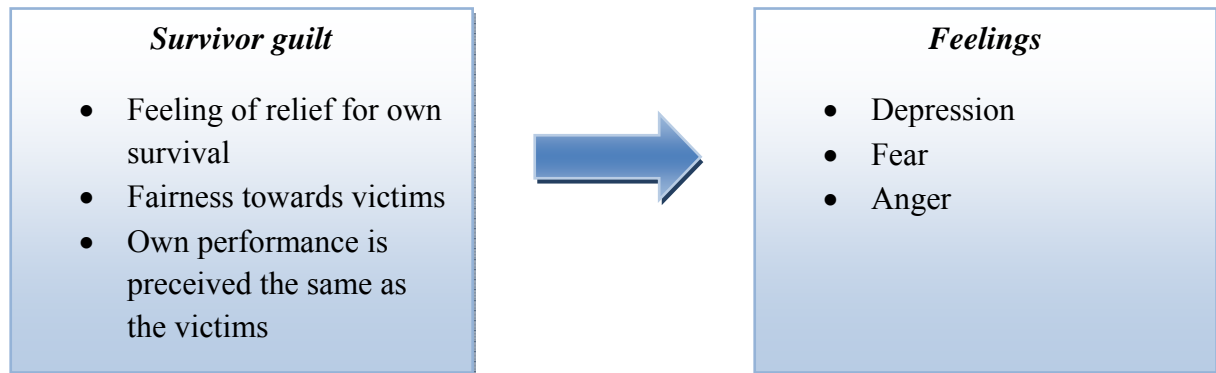 Survivor guilt
• Feeling of relief for own
survival
• Fairness towards victims
• Own performance is
preceived the same as
the victims
Feelings
• Depression
• Fear
• Anger